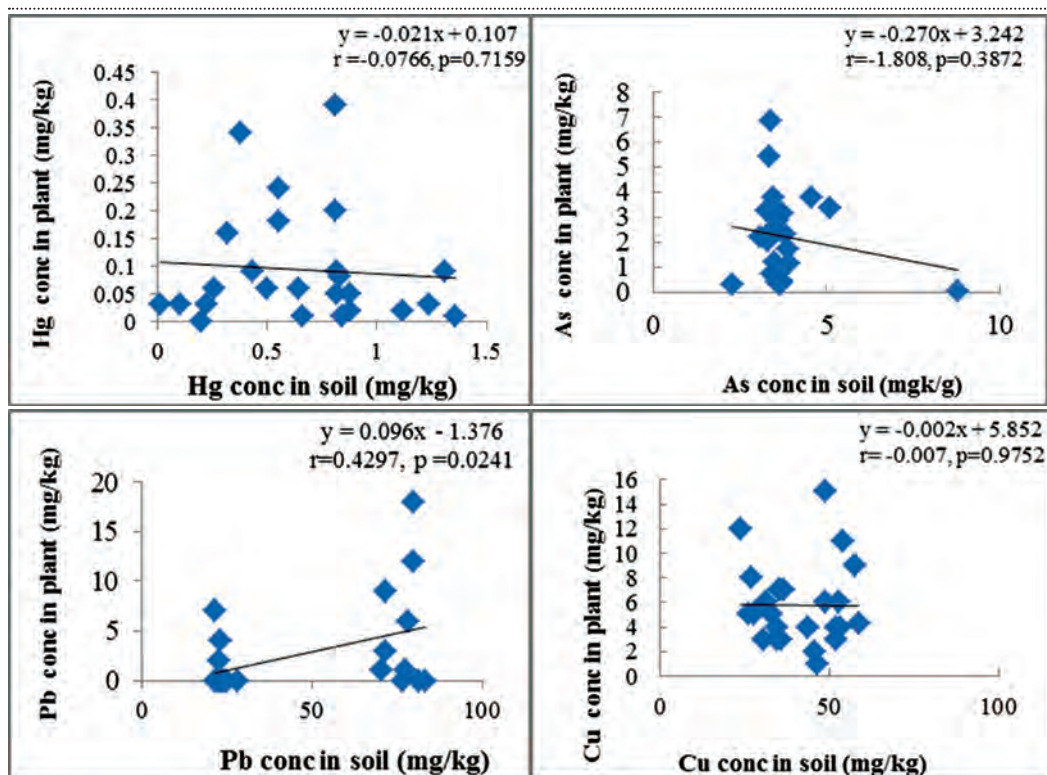 y = -0.021x + 0.107
r = -0.0766, p=0.7159
Hg conc in plant (mg/kg)
0.45
0.4
0.35
0.3
0.25
0.2
0.15
0.1
0.05
0
0 0.5 1 1.5
Hg conc in soil (mg/kg)
y = -0.270x + 3.242
r=-1.808, p=0.3872
As conc in plant (mg/kg)
8
7
6
5
4
3
2
1
0
0 5 10
As conc in soil (mgk/g)
y = 0.096x - 1.376
r=0.4297, p =0.0241
Pb conc in plant (mg/kg)
20
15
10
5
0
0 50 100
Pb conc in soil (mg/kg)
y = -0.002x + 5.852
r= -0.007, p=0.9752
Cu conc in plant (mg/kg)
16
14
12
10
8
6
4
2
0
0 50 100
Cu conc in soil (mg/kg)